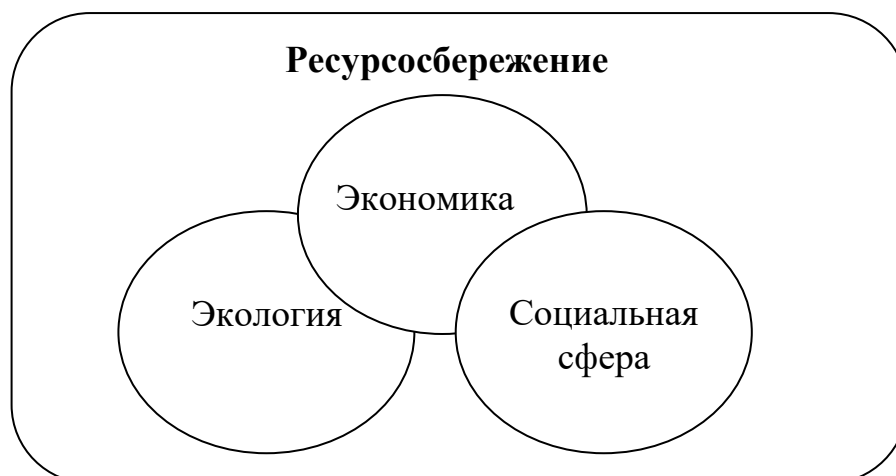 Ресурсосбережение
Экономика
Экология
Социальная
сфера